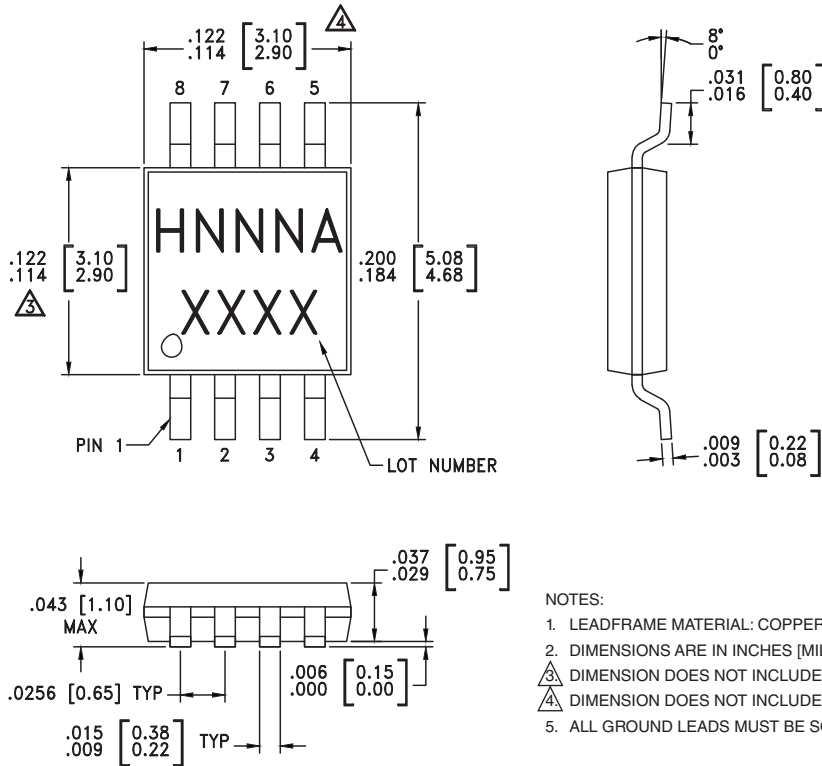 4
.122 [3.10]
.114 [2.90]
8 7 6 5
HNNNA
XXXX
.122 [3.10]
.114 [2.90]
3
.200 [5.08]
.184 [4.68]
PIN 1
1 2 3 4
LOT NUMBER
8°
0°
.031 [0.80]
.016 [0.40]
.009 [0.22]
.003 [0.08]
.043 [1.10]
MAX
.037 [0.95]
.029 [0.75]
.0256 [0.65] TYP
.006 [0.15]
.000 [0.00]
.015 [0.38] TYP
.009 [0.22]
NOTES:
1. LEADFRAME MATERIAL: COPPER
2. DIMENSIONS ARE IN INCHES [MIL
3. DIMENSION DOES NOT INCLUDE
4. DIMENSION DOES NOT INCLUDE
5. ALL GROUND LEADS MUST BE SO